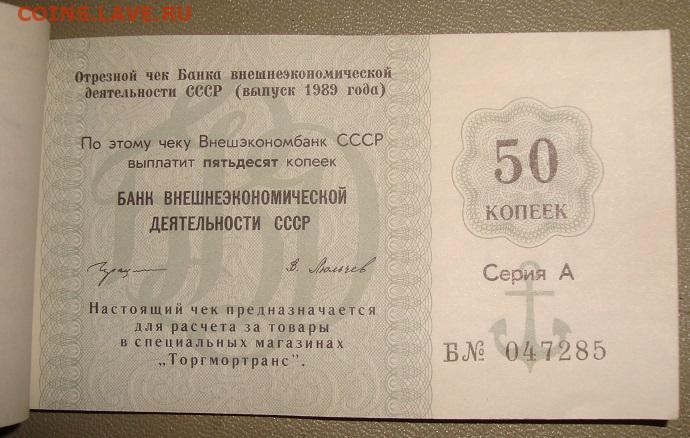 COINS.LAVE.RU
Отрезной чек Банка внешнеэкономической
деятельности СССР (выпуск 1989 года)
По этому чеку Внешэкономбанк СССР
выплатит пятьдесят копеек
БАНК ВНЕШНЕЭКОНОМИЧЕСКОЙ
ДЕЯТЕЛЬНОСТИ СССР
Настоящий чек предназначается
для расчета за товары
в специальных магазинах
„Торгмортранс".
50
КОПЕЕК
Серия А
Б№ 047285